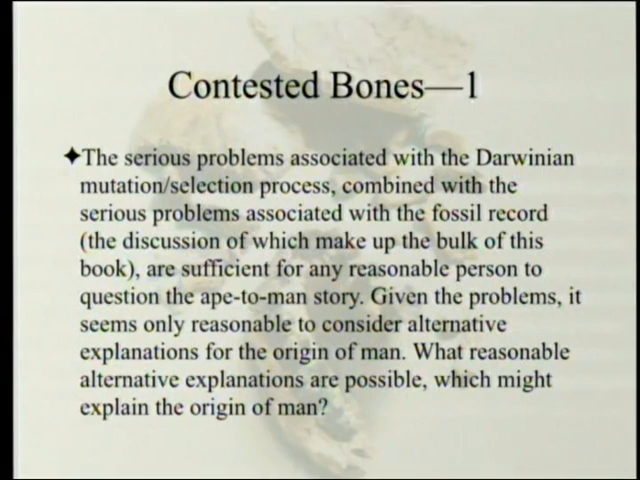 Contested Bones—1
✦The serious problems associated with the Darwinian
mutation/selection process, combined with the
serious problems associated with the fossil record
(the discussion of which make up the bulk of this
book), are sufficient for any reasonable person to
question the ape-to-man story. Given the problems, it
seems only reasonable to consider alternative
explanations for the origin of man. What reasonable
alternative explanations are possible, which might
explain the origin of man?